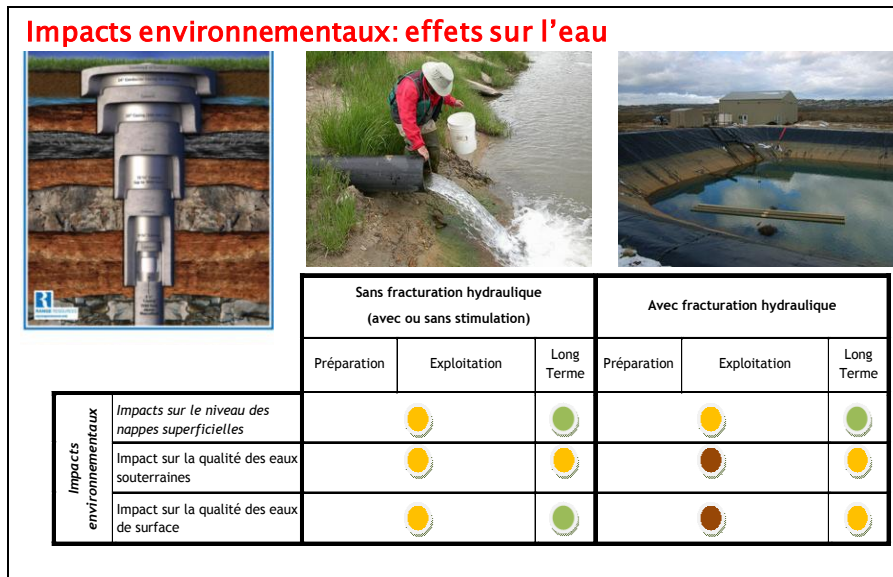 Impacts environnementaux: effets sur l’eau
RANGE RESOURCES
Sans fracturation hydraulique
(avec ou sans stimulation)
Avec fracturation hydraulique
Préparation
Exploitation
Long
Terme
Préparation
Exploitation
Long
Terme
Impacts
environnementaux
Impacts sur le niveau des
nappes superficielles
Impact sur la qualité des eaux
souterraines
Impact sur la qualité des eaux
de surface